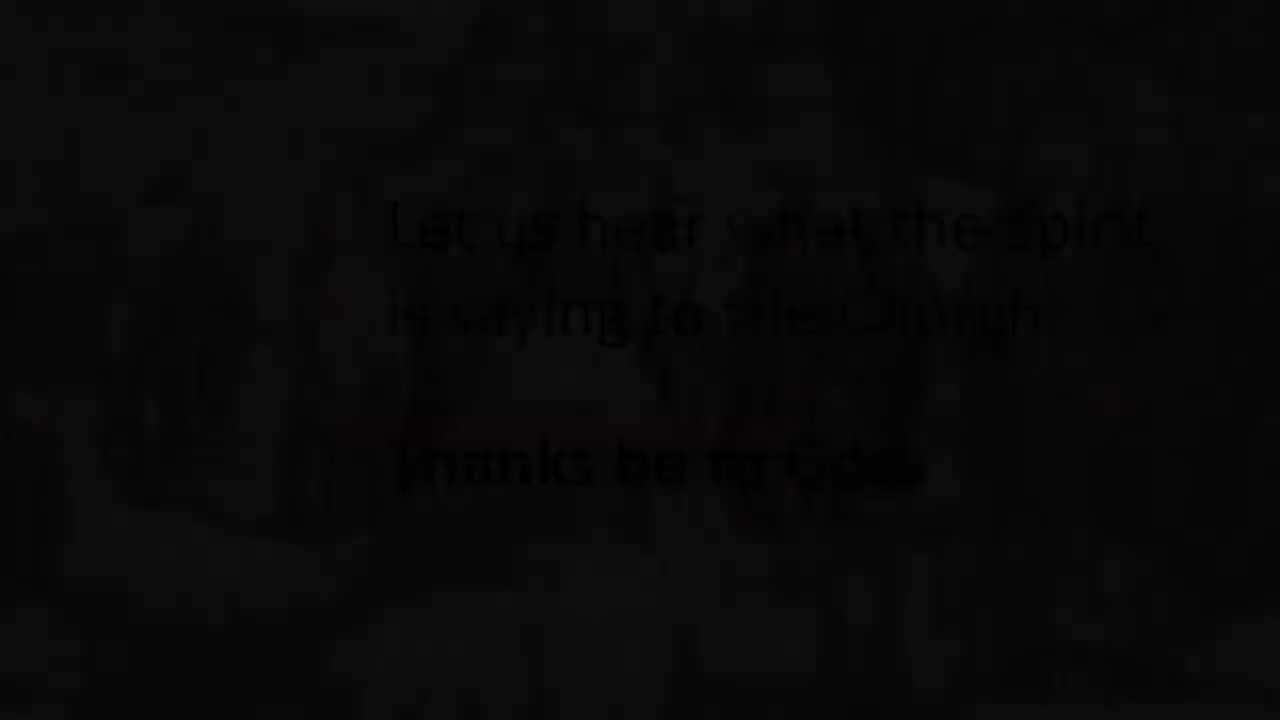 Let us hear what the Spirit
is saying to the Church
Thanks be to God.